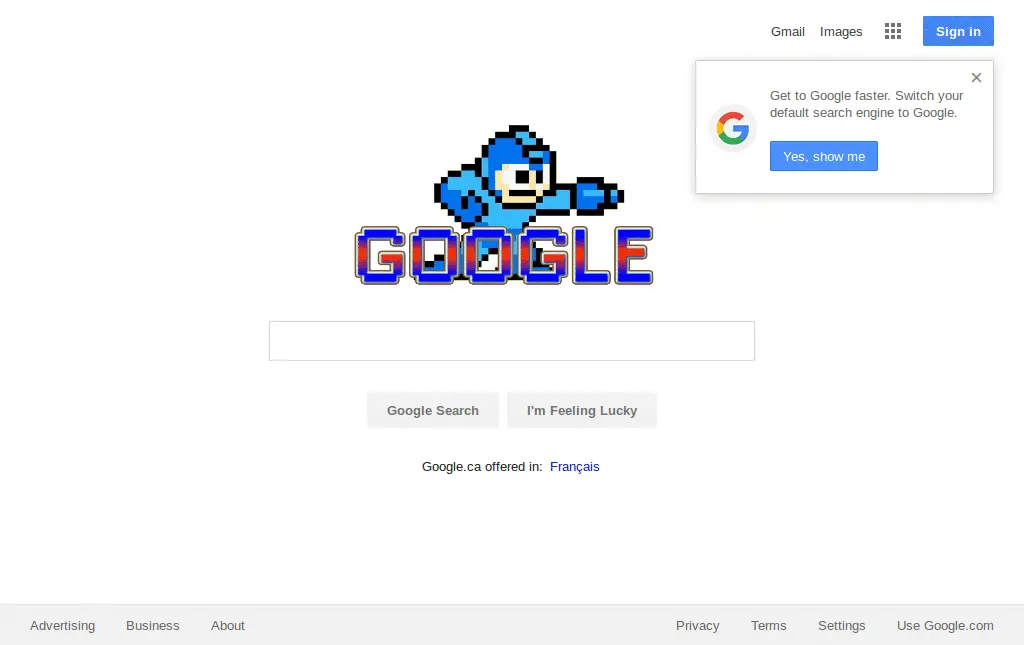 Gmail Images Sign in
Get to Google faster. Switch your
default search engine to Google.
Yes, show me
GOOGLE
Google Search I'm Feeling Lucky
Google.ca offered in: Français
Advertising Business About Privacy Terms Settings Use Google.com